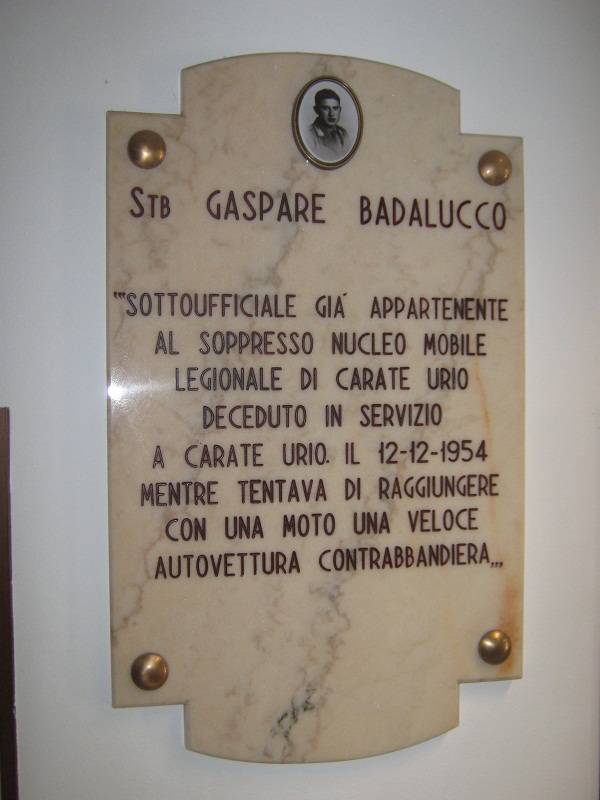 STB GASPARE BADALUCCO
"'SOTTOUFFICIALE GIÁ APPARTENENTE
AL SOPPRESSO NUCLEO MOBILE
LEGIONALE DI CARATE URIO
DECEDUTO IN SERVIZIO
A CARATE URIO. IL 12-12-1954
MENTRE TENTAVA DI RAGGIUNGERE
CON UNA MOTO UNA VELOCE
AUTOVETTURA CONTRABBANDIERA,,,